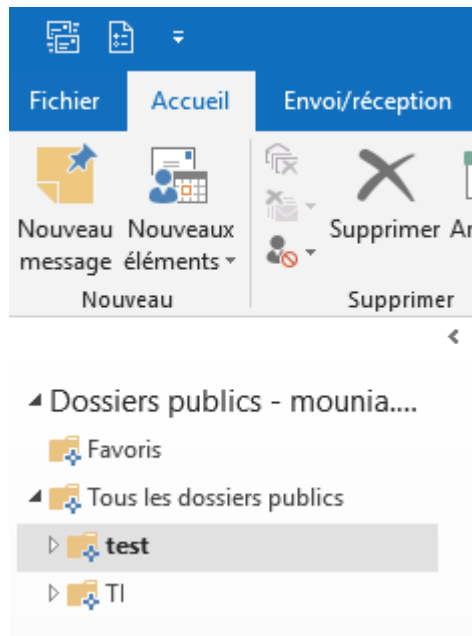 Fichier Accueil Envoi/réception
Nouveau message
Nouveaux éléments
Supprimer
Nouveau
Supprimer
Dossiers publics - mounia....
Favoris
Tous les dossiers publics
test
TI